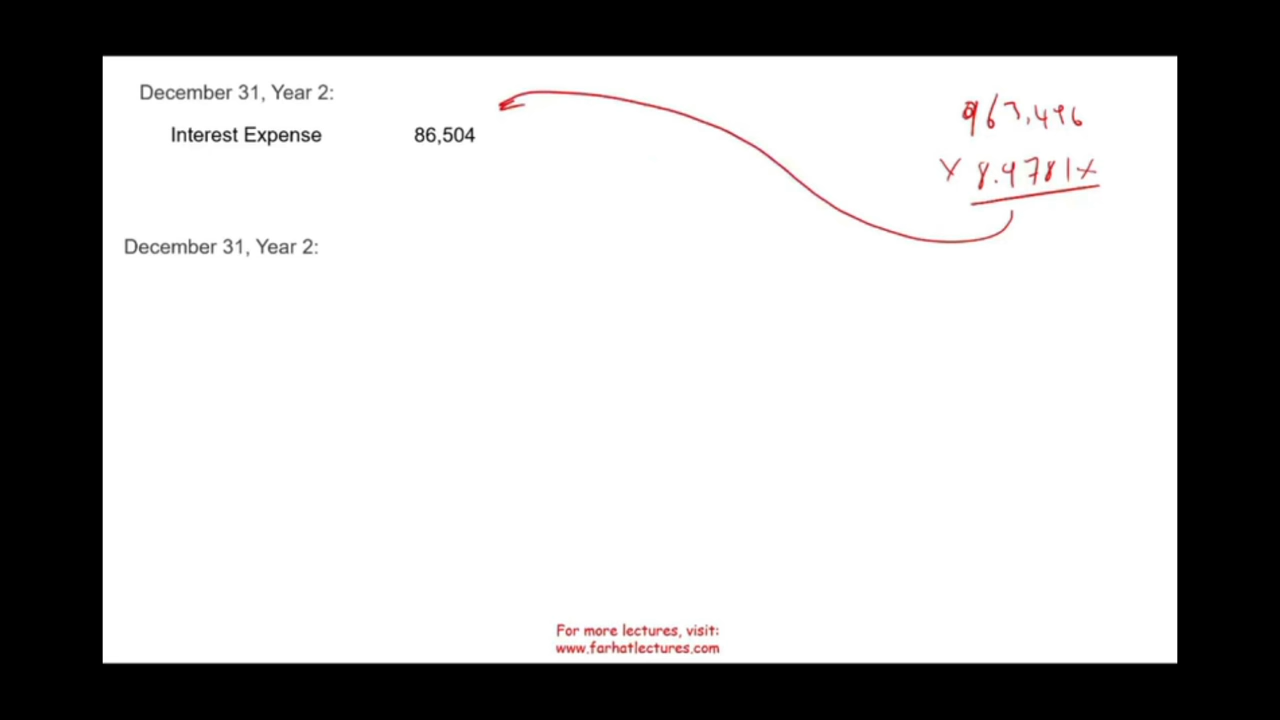 December 31, Year 2:
963,496
Interest Expense 86,504
X 8.9781%
December 31, Year 2:
For more lectures, visit:
www.farhatlectures.com